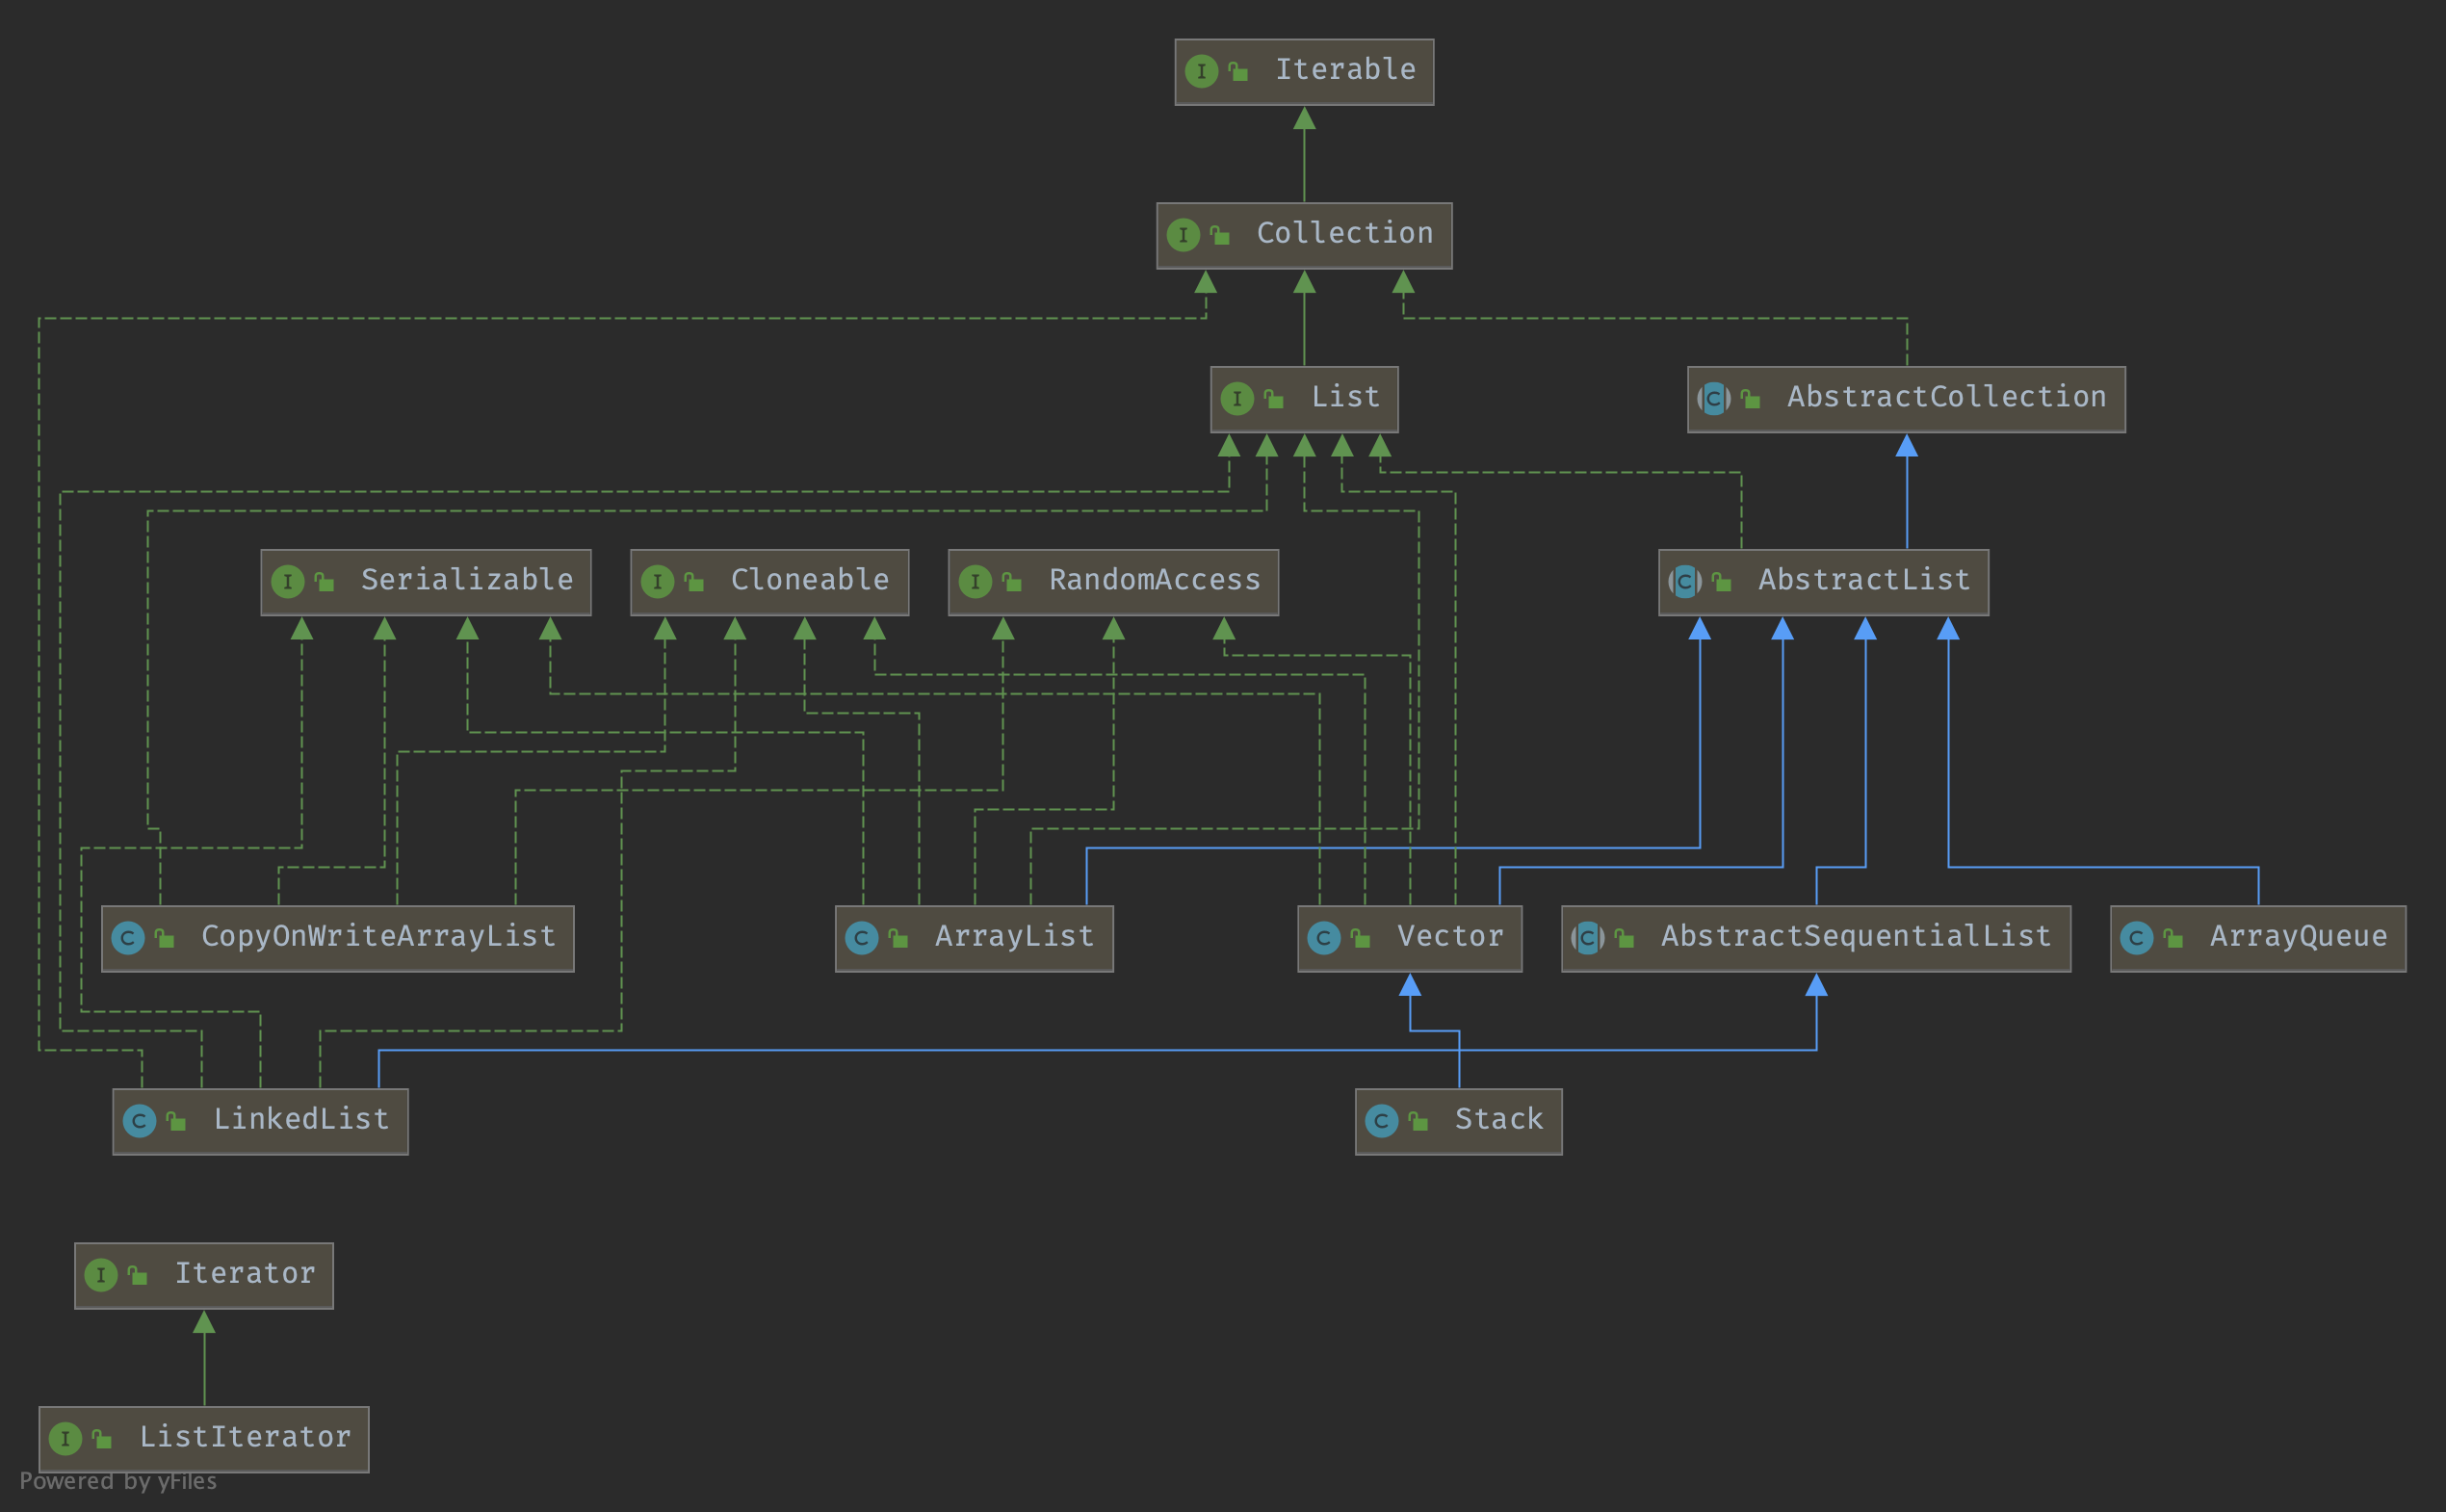 Iterable
Collection
List
AbstractCollection
Serializable
Cloneable
RandomAccess
AbstractList
CopyOnWriteArrayList
ArrayList
Vector
AbstractSequentialList
ArrayQueue
LinkedList
Stack
Iterator
ListIterator
Powered by yFiles